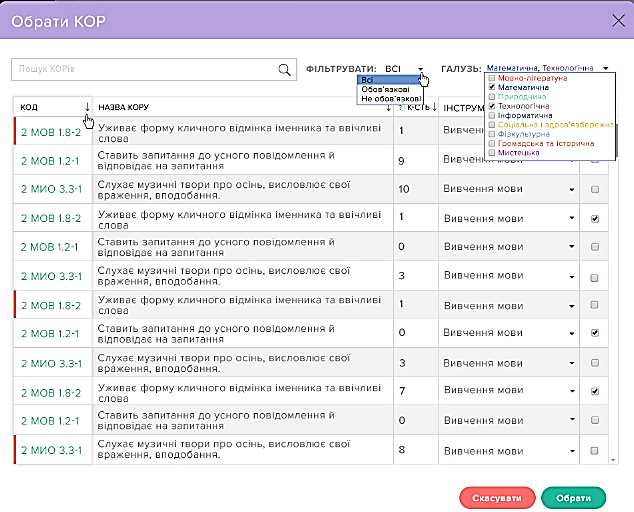 Обрати КОР
Пошук КОРів
ФІЛЬТРУВАТИ: ВСІ
ГАЛУЗЬ: Математична, Технологічна
Всі
Обов'язкові
Не обов'язкові
Мовно-літературна
Математична
Природнича
Технологічна
Інформатична
Соціальна і здров'язбережна
Фізкультурна
Громадська та історична
Мистецька
КОД
НАЗВА КОРУ
К-СТЬ
ІНСТРУМ
2 МОВ 1.8-2 Уживає форму кличного відмінка іменника та ввічливі
слова
1 Вивчення
2 МОВ 1.2-1 Ставить запитання до усного повідомлення й
відповідає на запитання
9 Вивчення мови
2 МИО 3.3-1 Слухає музичні твори про осінь, висловлює свої
враження, вподобання.
10 Вивчення мови
2 МОВ 1.8-2 Уживає форму кличного відмінка іменника та ввічливі
слова
1 Вивчення мови
2 МОВ 1.2-1 Ставить запитання до усного повідомлення й
відповідає на запитання
0 Вивчення мови
2 МИО 3.3-1 Слухає музичні твори про осінь, висловлює свої
враження, вподобання.
3 Вивчення мови
2 МОВ 1.8-2 Уживає форму кличного відмінка іменника та ввічливі
слова
1 Вивчення мови
2 МОВ 1.2-1 Ставить запитання до усного повідомлення й
відповідає на запитання
0 Вивчення мови
2 МИО 3.3-1 Слухає музичні твори про осінь, висловлює свої
враження, вподобання.
3 Вивчення мови
2 МОВ 1.8-2 Уживає форму кличного відмінка іменника та ввічливі
слова
7 Вивчення мови
2 МОВ 1.2-1 Ставить запитання до усного повідомлення й
відповідає на запитання
0 Вивчення мови
2 МИО 3.3-1 Слухає музичні твори про осінь, висловлює свої
враження, вподобання.
8 Вивчення мови
Скасувати
Обрати